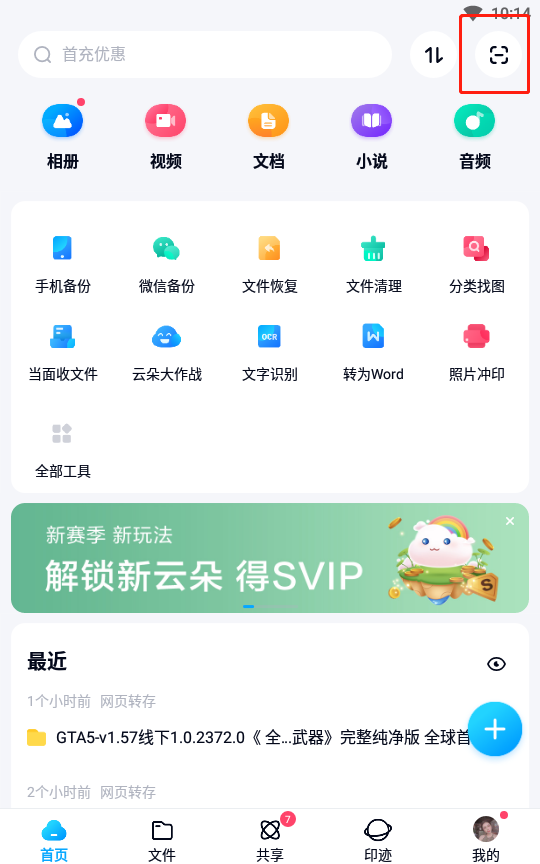 10:14
首充优惠
相册 视频 文档 小说 音频
手机备份 微信备份 文件恢复 文件清理 分类找图
OCR W
当面收文件 云朵大作战 文字识别 转为Word 照片冲印
全部工具
新赛季 新玩法
解锁新云朵 得SVIP
S
最近
1个小时前 网页转存
GTA5-v1.57线下1.0.2372.0《 全...武器》完整纯净版 全球首
2个小时前 网页转存
7
首页 文件 共享 印迹 我的